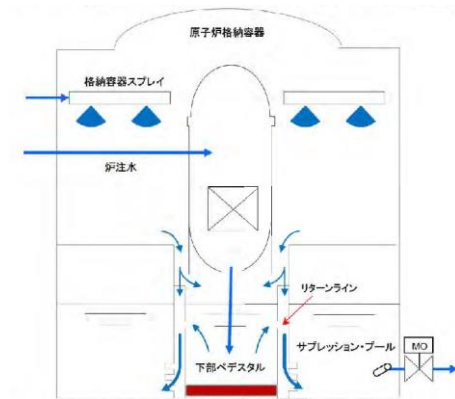 原子炉格納容器
格納容器スプレイ
炉注水
リターンライン
サプレッション・プール
MO
下部ペデスタル